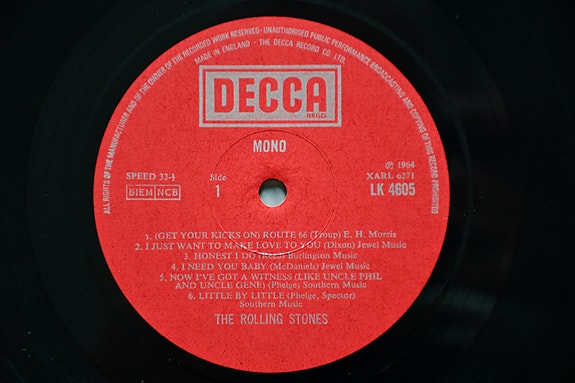 ALL RIGHTS OF THE MANUFACTURER AND OF THE OWNER OF THE RECORDED WORK RESERVED · UNAUTHORISED PUBLIC PERFORMANCE BROADCASTING AND COPYING OF THIS RECORD PROHIBITED
MADE IN ENGLAND · THE DECCA RECORD CO. LTD.
DECCA
REGD.
MONO
SPEED 33-⅓
BIEM NCB
Side
1
℗ 1964
XARL 6271
LK 4605
1. (GET YOUR KICKS ON) ROUTE 66 (Troup) E. H. Morris
2. I JUST WANT TO MAKE LOVE TO YOU (Dixon) Jewel Music
3. HONEST I DO (Reed) Burlington Music
4. I NEED YOU BABY (McDaniels) Jewel Music
5. NOW I'VE GOT A WITNESS (LIKE UNCLE PHIL
AND UNCLE GENE) (Phelge) Southern Music
6. LITTLE BY LITTLE (Phelge, Spector)
Southern Music
THE ROLLING STONES